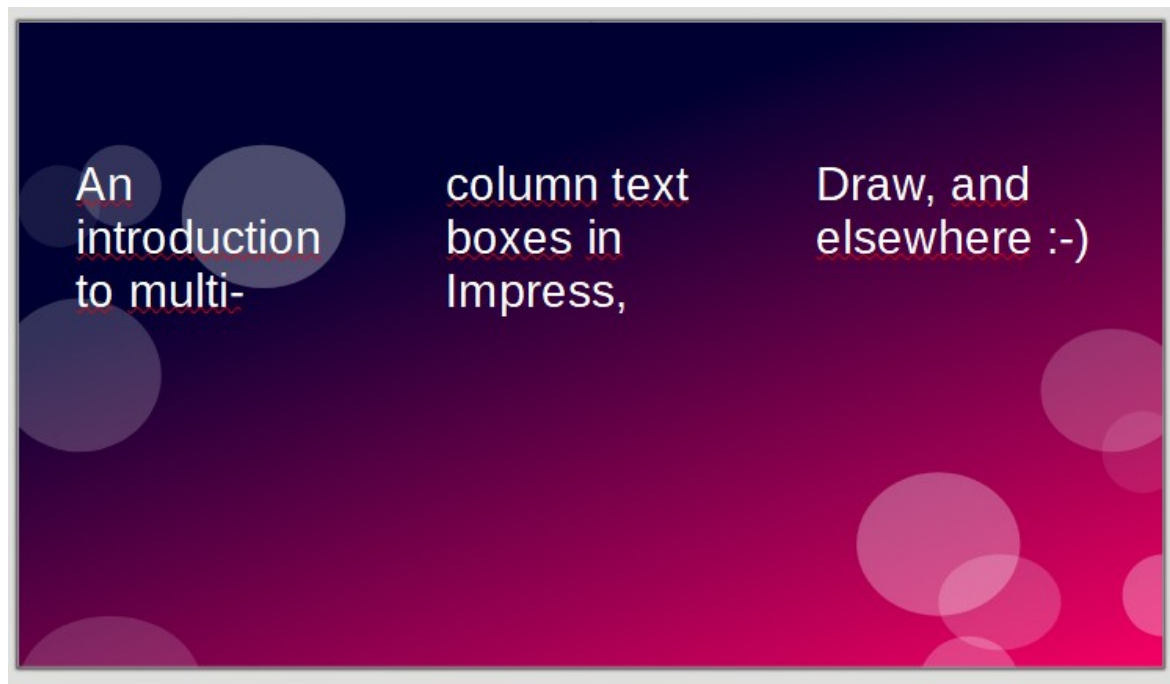 An
introduction
to multi-
column text
boxes in
Impress,
Draw, and
elsewhere :-)